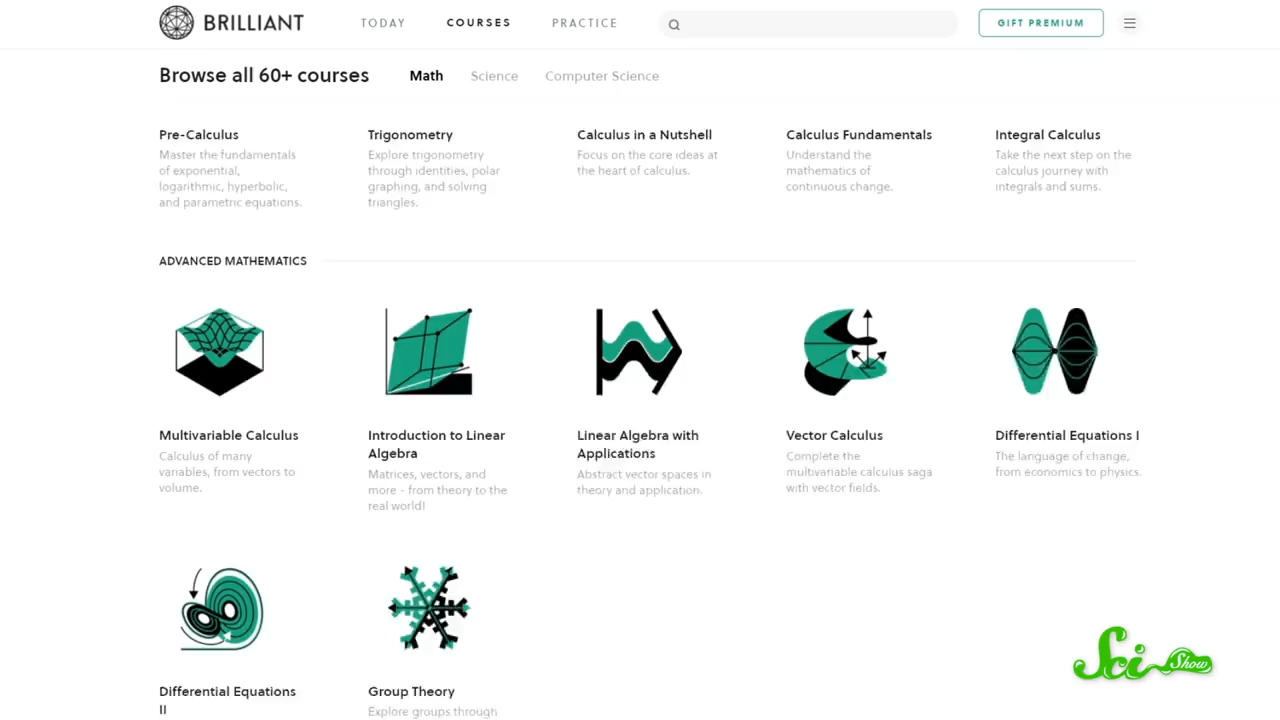 BRILLIANT
TODAY
COURSES
PRACTICE
GIFT PREMIUM
Browse all 60+ courses
Math
Science
Computer Science
Pre-Calculus
Master the fundamentals
of exponential,
logarithmic, hyperbolic,
and parametric equations.
Trigonometry
Explore trigonometry
through identities, polar
graphing, and solving
triangles.
Calculus in a Nutshell
Focus on the core ideas at
the heart of calculus.
Calculus Fundamentals
Understand the
mathematics of
continuous change.
Integral Calculus
Take the next step on the
calculus journey with
integrals and sums.
ADVANCED MATHEMATICS
Multivariable Calculus
Calculus of many
variables, from vectors to
volume.
Introduction to Linear
Algebra
Matrices, vectors, and
more - from theory to the
real world!
Linear Algebra with
Applications
Abstract vector spaces in
theory and application.
Vector Calculus
Complete the
multivariable calculus saga
with vector fields.
Differential Equations I
The language of change,
from economics to physics.
Differential Equations
II
Group Theory
Explore groups through
Sci Show